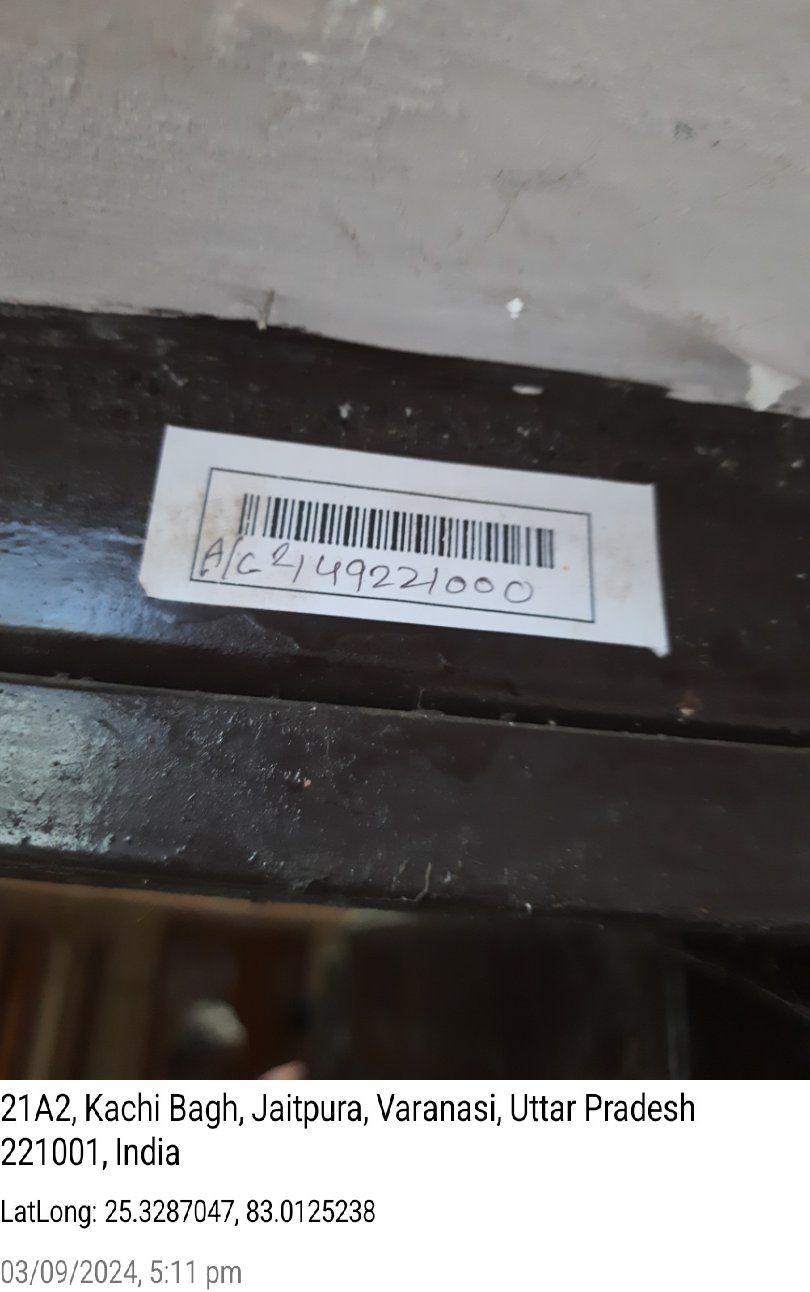 A/C 2149221000
21A2, Kachi Bagh, Jaitpura, Varanasi, Uttar Pradesh
221001, India
LatLong: 25.3287047, 83.0125238
03/09/2024, 5:11 pm